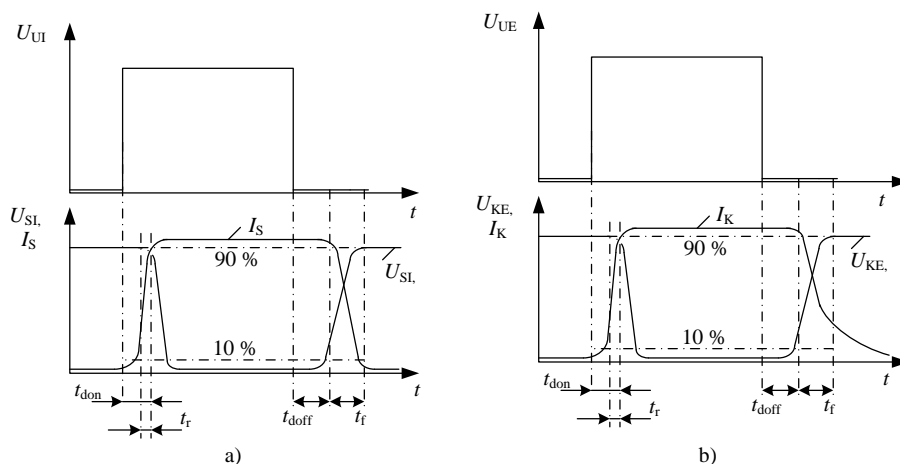 U_UI
t
U_SI,
I_S
I_S
90 %
U_SI,
10 %
t
t_don
t_r
t_doff
t_f
a)
U_UE
t
U_KE,
I_K
I_K
90 %
U_KE,
10 %
t
t_don
t_r
t_doff
t_f
b)